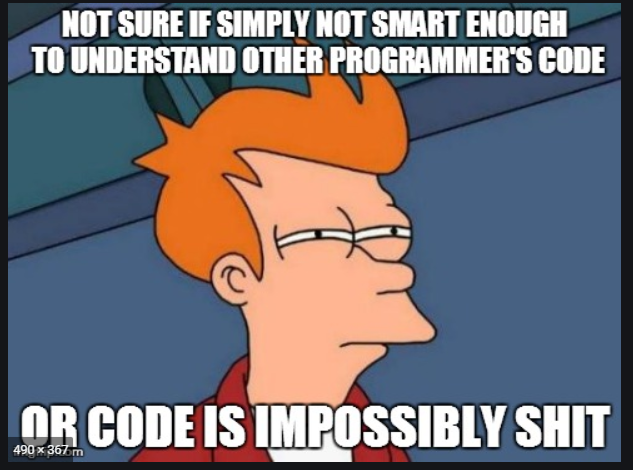 NOT SURE IF SIMPLY NOT SMART ENOUGH
TO UNDERSTAND OTHER PROGRAMMER'S CODE
OR CODE IS IMPOSSIBLY SHIT
490 × 367